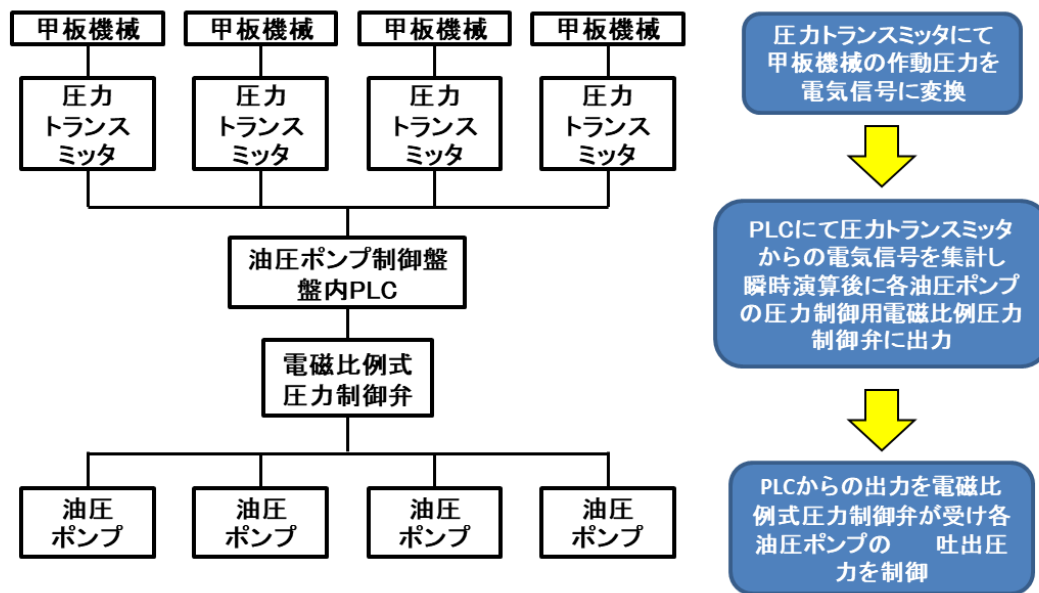 甲板機械
甲板機械
甲板機械
甲板機械
圧力
トランス
ミッタ
圧力
トランス
ミッタ
圧力
トランス
ミッタ
圧力
トランス
ミッタ
油圧ポンプ制御盤
盤内PLC
電磁比例式
圧力制御弁
油圧
ポンプ
油圧
ポンプ
油圧
ポンプ
油圧
ポンプ
圧力トランスミッタにて
甲板機械の作動圧力を
電気信号に変換
PLCにて圧力トランスミッタ
からの電気信号を集計し
瞬時演算後に各油圧ポンプ
の圧力制御用電磁比例圧力
制御弁に出力
PLCからの出力を電磁比
例式圧力制御弁が受け各
油圧ポンプの　　吐出圧
力を制御